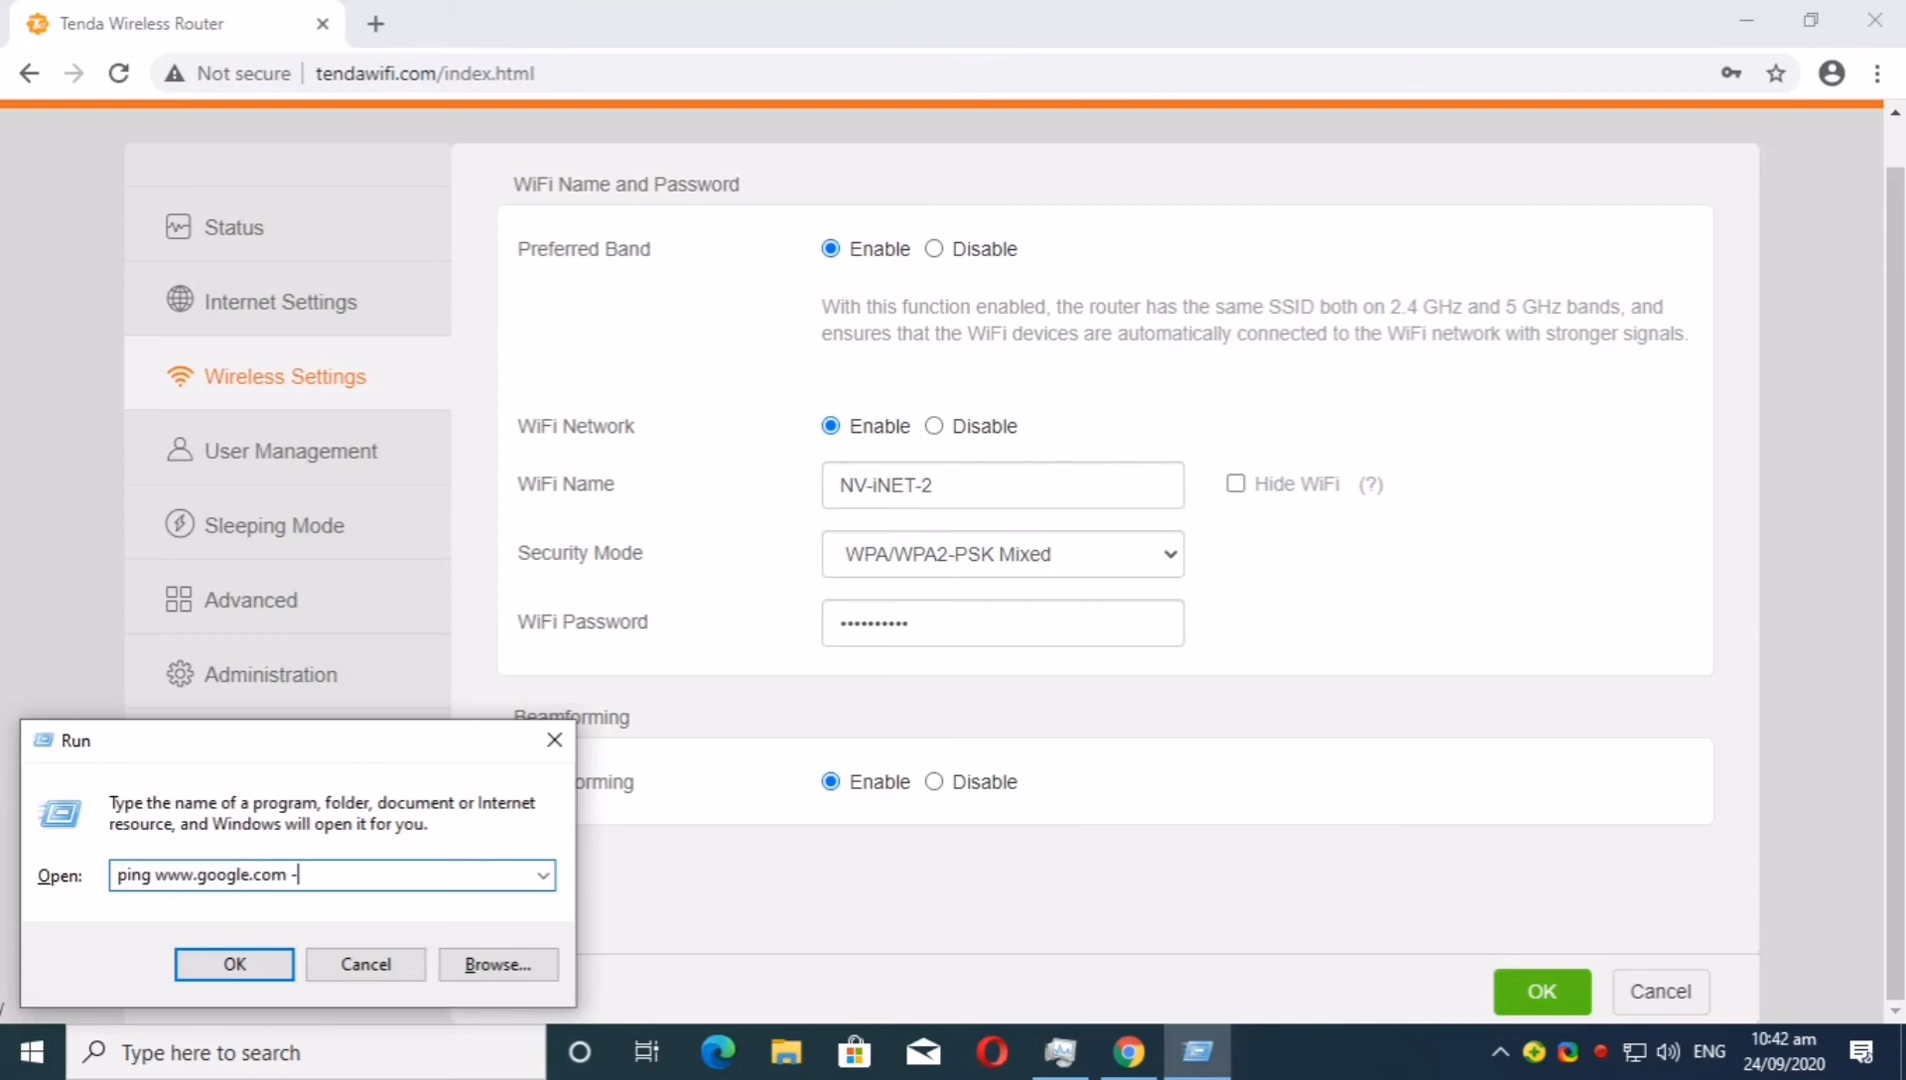 Tenda Wireless Router
Not secure
tendawifi.com/index.html
WiFi Name and Password
Status
Internet Settings
Wireless Settings
User Management
Sleeping Mode
Advanced
Administration
Preferred Band
Enable
Disable
With this function enabled, the router has the same SSID both on 2.4 GHz and 5 GHz bands, and
ensures that the WiFi devices are automatically connected to the WiFi network with stronger signals.
WiFi Network
Enable
Disable
WiFi Name
NV-iNET-2
Hide WiFi (?)
Security Mode
WPA/WPA2-PSK Mixed
WiFi Password
••••••••••
Beamforming
orming
Enable
Disable
OK
Cancel
Run
Type the name of a program, folder, document or Internet
resource, and Windows will open it for you.
Open:
ping www.google.com -
OK
Cancel
Browse...
Type here to search
ENG
10:42 am
24/09/2020